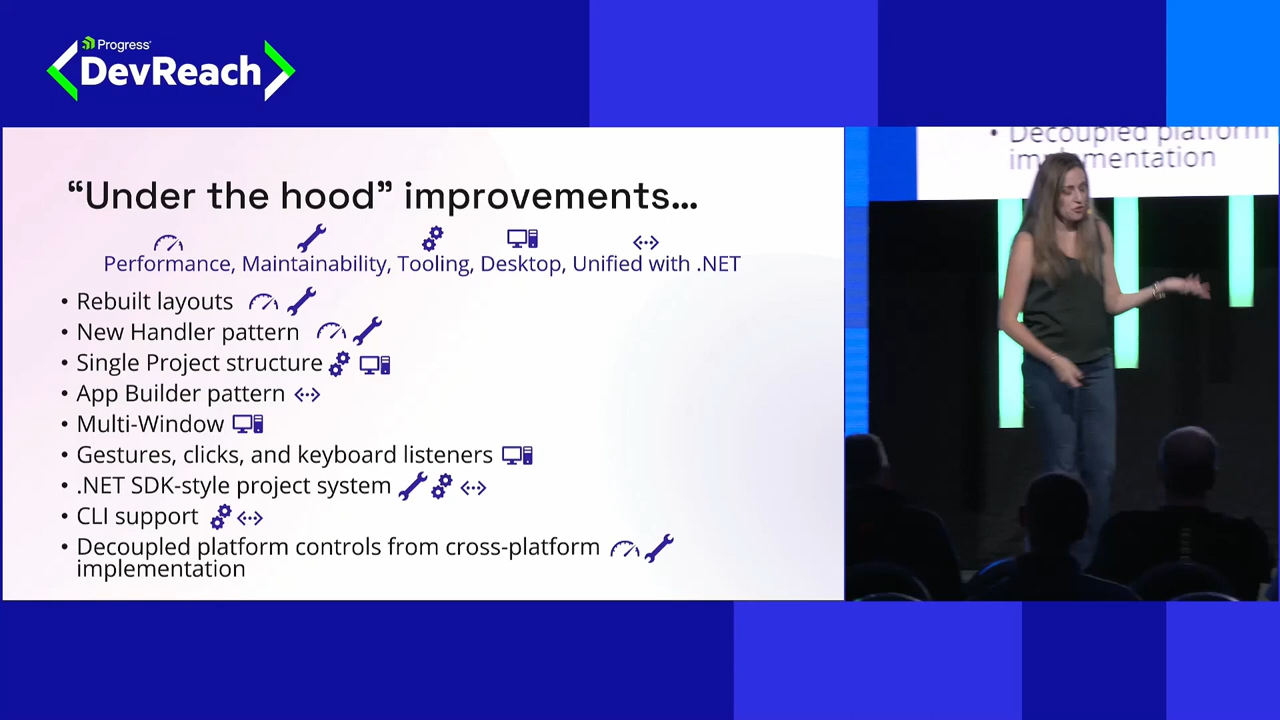 Progress
DevReach
Decoupled platform
implementation
“Under the hood” improvements...
Performance, Maintainability, Tooling, Desktop, Unified with .NET
• Rebuilt layouts
• New Handler pattern
• Single Project structure
• App Builder pattern
• Multi-Window
• Gestures, clicks, and keyboard listeners
• .NET SDK-style project system
• CLI support
• Decoupled platform controls from cross-platform
implementation